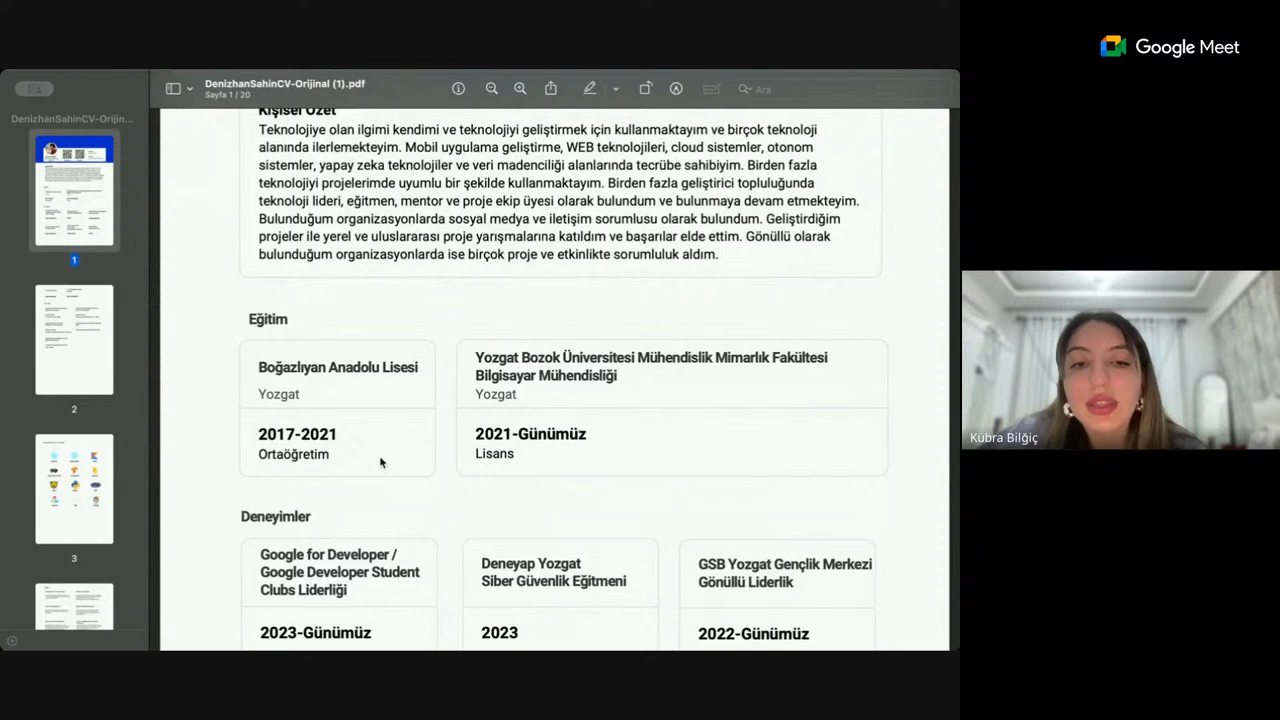 Google Meet
DenizhanSahinCV-Orijinal (1).pdf
Sayfa 1 / 20
Ara
DenizhanSahinCV-Orijin...
1
2
3
Kişisel Özet
Teknolojiye olan ilgimi kendimi ve teknolojiyi geliştirmek için kullanmaktayım ve birçok teknoloji
alanında ilerlemekteyim. Mobil uygulama geliştirme, WEB teknolojileri, cloud sistemler, otonom
sistemler, yapay zeka teknolojiler ve veri madenciliği alanlarında tecrübe sahibiyim. Birden fazla
teknolojiyi projelerimde uyumlu bir şekilde kullanmaktayım. Birden fazla geliştirici topluluğunda
teknoloji lideri, eğitmen, mentor ve proje ekip üyesi olarak bulundum ve bulunmaya devam etmekteyim.
Bulunduğum organizasyonlarda sosyal medya ve iletişim sorumlusu olarak bulundum. Geliştirdiğim
projeler ile yerel ve uluslararası proje yarışmalarına katıldım ve başarılar elde ettim. Gönüllü olarak
bulunduğum organizasyonlarda ise birçok proje ve etkinlikte sorumluluk aldım.
Eğitim
Boğazlıyan Anadolu Lisesi
Yozgat
2017-2021
Ortaöğretim
Yozgat Bozok Üniversitesi Mühendislik Mimarlık Fakültesi
Bilgisayar Mühendisliği
Yozgat
2021-Günümüz
Lisans
Deneyimler
Google for Developer /
Google Developer Student
Clubs Liderliği
2023-Günümüz
Deneyap Yozgat
Siber Güvenlik Eğitmeni
2023
GSB Yozgat Gençlik Merkezi
Gönüllü Liderlik
2022-Günümüz
Kübra Bilğiç